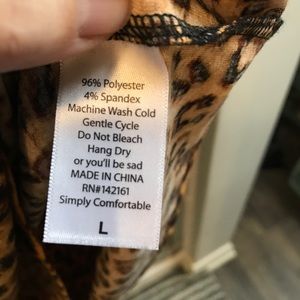 96% Polyester
4% Spandex
Machine Wash Cold
Gentle Cycle
Do Not Bleach
Hang Dry
or you'll be sad
MADE IN CHINA
RN#142161
Simply Comfortable
L